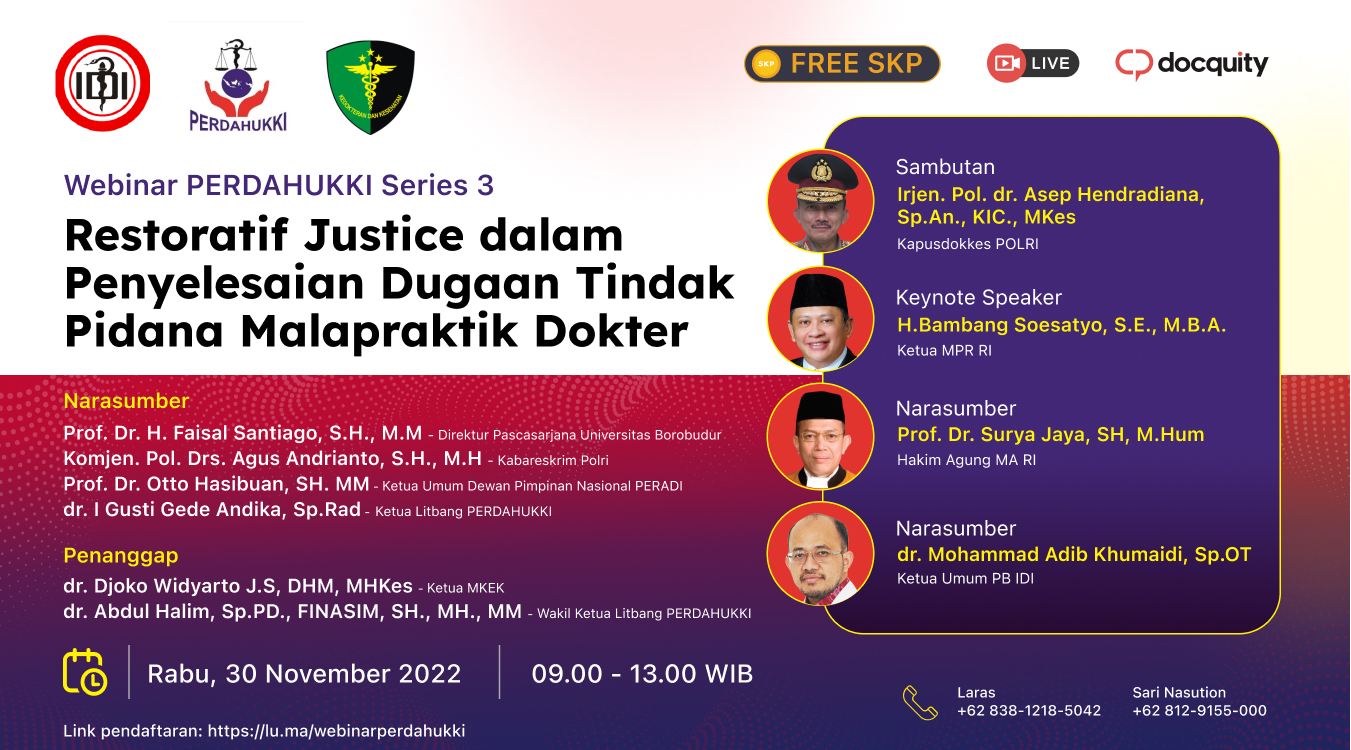 IDI
PERDAHUKKI
KEDOKTERAN DAN KESEHATAN
SKP FREE SKP
LIVE
docquity
Webinar PERDAHUKKI Series 3
Restoratif Justice dalam
Penyelesaian Dugaan Tindak
Pidana Malapraktik Dokter
Narasumber
Prof. Dr. H. Faisal Santiago, S.H., M.M - Direktur Pascasarjana Universitas Borobudur
Komjen. Pol. Drs. Agus Andrianto, S.H., M.H - Kabareskrim Polri
Prof. Dr. Otto Hasibuan, SH. MM - Ketua Umum Dewan Pimpinan Nasional PERADI
dr. I Gusti Gede Andika, Sp.Rad - Ketua Litbang PERDAHUKKI
Penanggap
dr. Djoko Widyarto J.S, DHM, MHKes - Ketua MKEK
dr. Abdul Halim, Sp.PD., FINASIM, SH., MH., MM - Wakil Ketua Litbang PERDAHUKKI
Rabu, 30 November 2022
09.00 - 13.00 WIB
Link pendaftaran: https://lu.ma/webinarperdahukki
Sambutan
Irjen. Pol. dr. Asep Hendradiana,
Sp.An., KIC., MKes
Kapusdokkes POLRI
Keynote Speaker
H.Bambang Soesatyo, S.E., M.B.A.
Ketua MPR RI
Narasumber
Prof. Dr. Surya Jaya, SH, M.Hum
Hakim Agung MA RI
Narasumber
dr. Mohammad Adib Khumaidi, Sp.OT
Ketua Umum PB IDI
Laras
+62 838-1218-5042
Sari Nasution
+62 812-9155-000